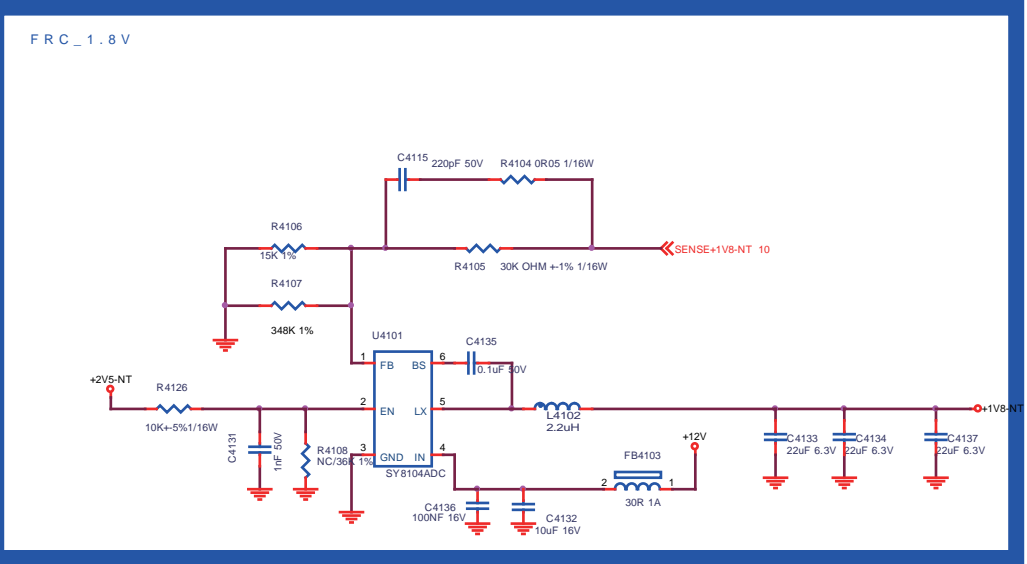 FRC_1.8V
C4115 220pF 50V R4104 0R05 1/16W
R4106
15K 1%
SENSE+1V8-NT 10
R4105 30K OHM +-1% 1/16W
R4107
348K 1%
U4101
C4135
0.1uF 50V
1 FB BS 6
+2V5-NT
R4126
10K+-5%1/16W
2 EN LX 5
L4102
2.2uH
+1V8-NT
C4131
1nF 50V
R4108
NC/36K 1%
3 GND IN 4
SY8104ADC
+12V
FB4103
2 1
30R 1A
C4133
22uF 6.3V
C4134
22uF 6.3V
C4137
22uF 6.3V
C4136
100NF 16V
C4132
10uF 16V